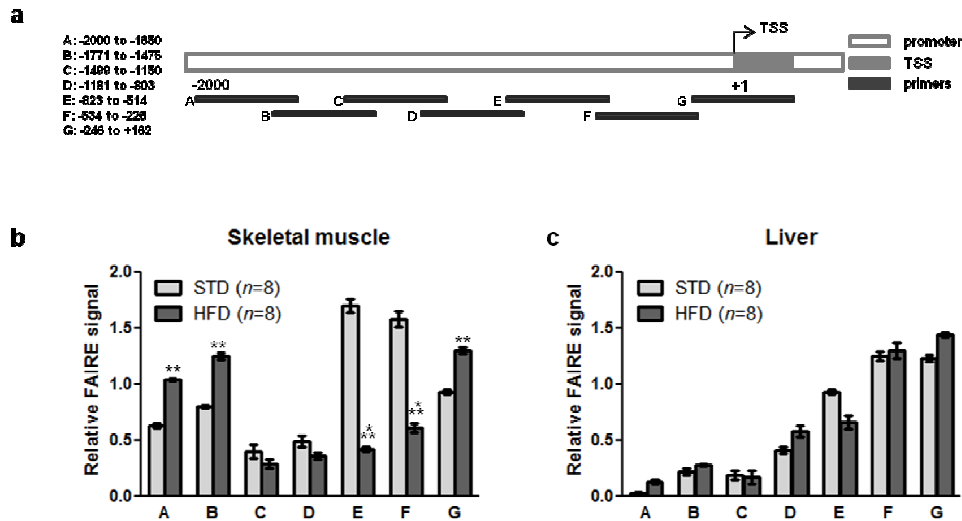 a
A: -2000 to -1650
B: -1771 to -1475
C: -1499 to -1150
D: -1181 to -803
E: -823 to -514
F: -534 to -226
G: -246 to +162
TSS
-2000
+1
A
B
C
D
E
F
G
promoter
TSS
primers
b
Skeletal muscle
Relative FAIRE signal
2.0
1.5
1.0
0.5
0.0
STD (n=8)
HFD (n=8)
**
**
*
**
*
**
**
A B C D E F G
c
Liver
Relative FAIRE signal
2.0
1.5
1.0
0.5
0.0
STD (n=8)
HFD (n=8)
A B C D E F G